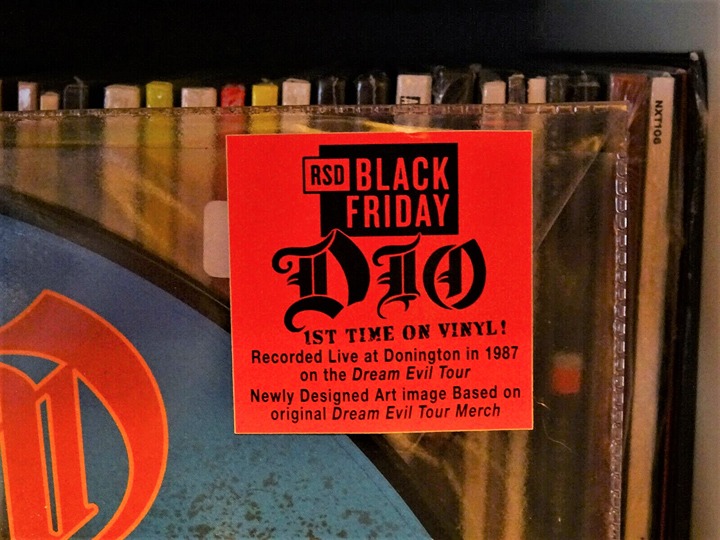 NXT106
RSD BLACK
FRIDAY
DIO
1ST TIME ON VINYL!
Recorded Live at Donington in 1987
on the Dream Evil Tour
Newly Designed Art image Based on
original Dream Evil Tour Merch